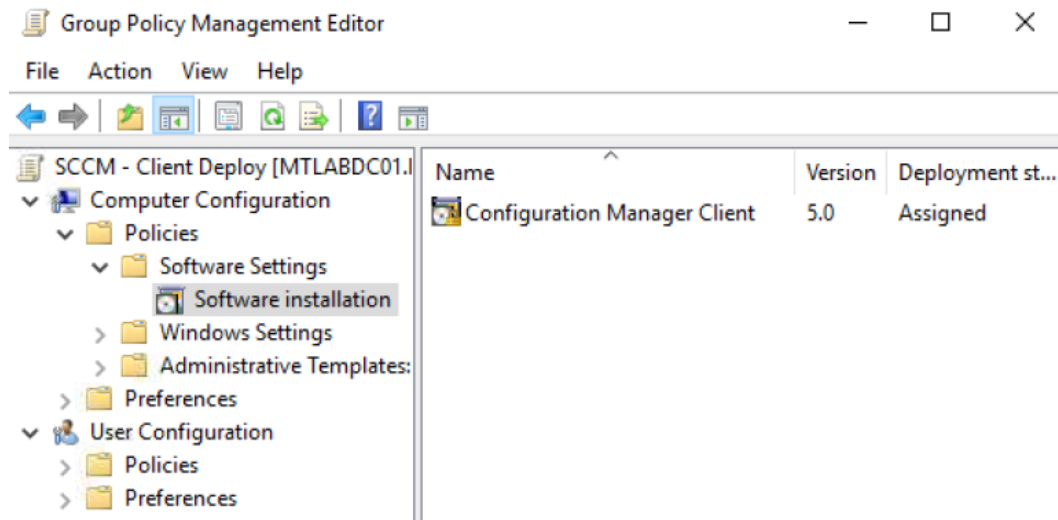 Group Policy Management Editor
File Action View Help
SCCM - Client Deploy [MTLABDC01.
Computer Configuration
Policies
Software Settings
Software installation
Windows Settings
Administrative Templates:
Preferences
User Configuration
Policies
Preferences
Name Version Deployment st...
Configuration Manager Client 5.0 Assigned